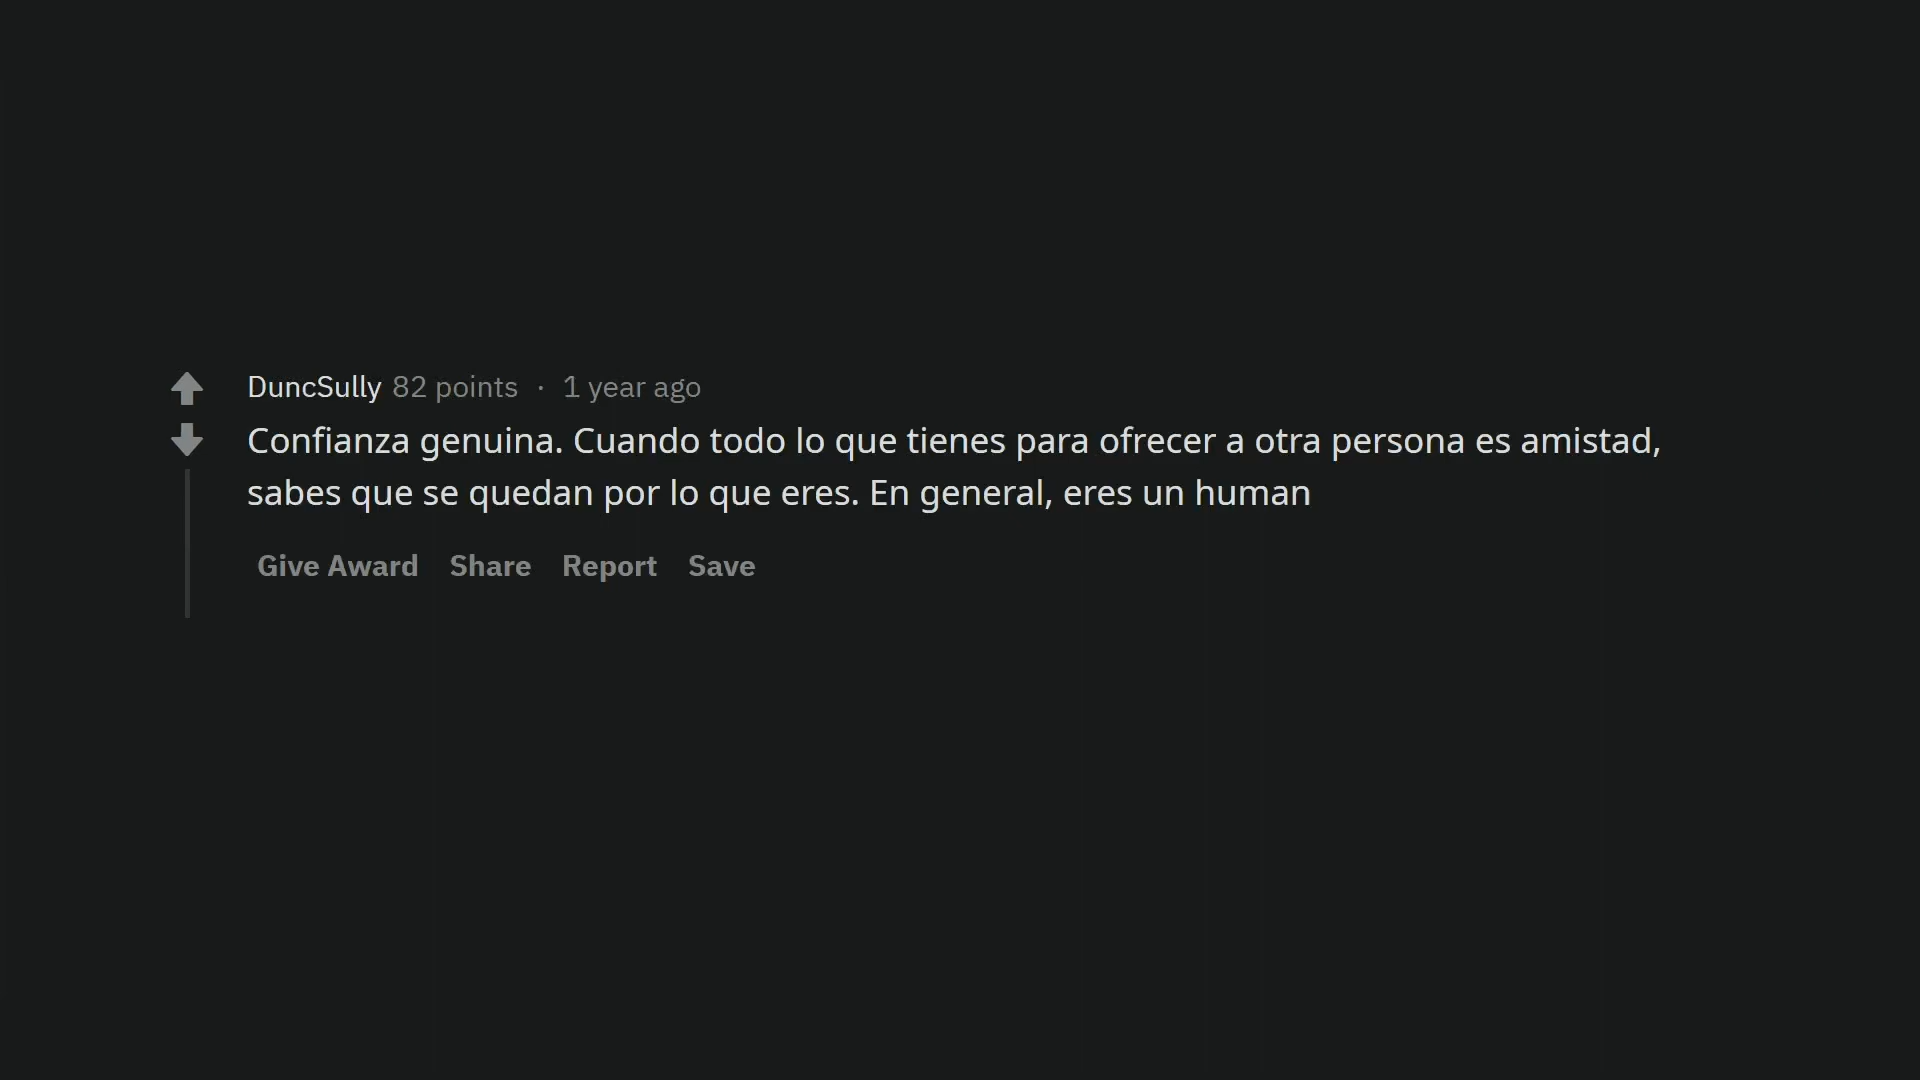 DuncSully 82 points · 1 year ago
Confianza genuina. Cuando todo lo que tienes para ofrecer a otra persona es amistad,
sabes que se quedan por lo que eres. En general, eres un human
Give Award Share Report Save